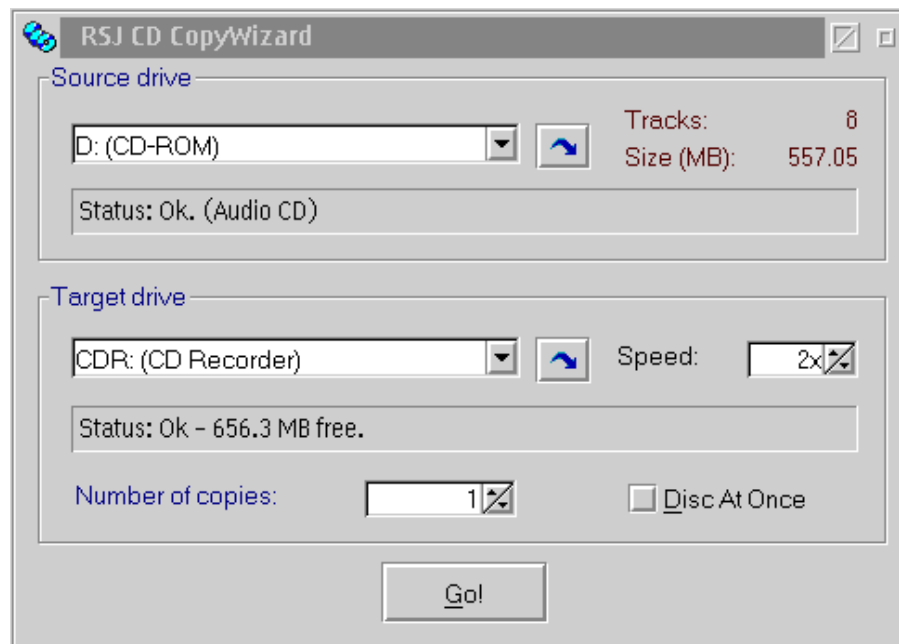 RSJ CD CopyWizard
Source drive
D: (CD-ROM)
Tracks: 8
Size (MB): 557.05
Status: Ok. (Audio CD)
Target drive
CDR: (CD Recorder)
Speed: 2x
Status: Ok - 656.3 MB free.
Number of copies: 1
Disc At Once
Go!